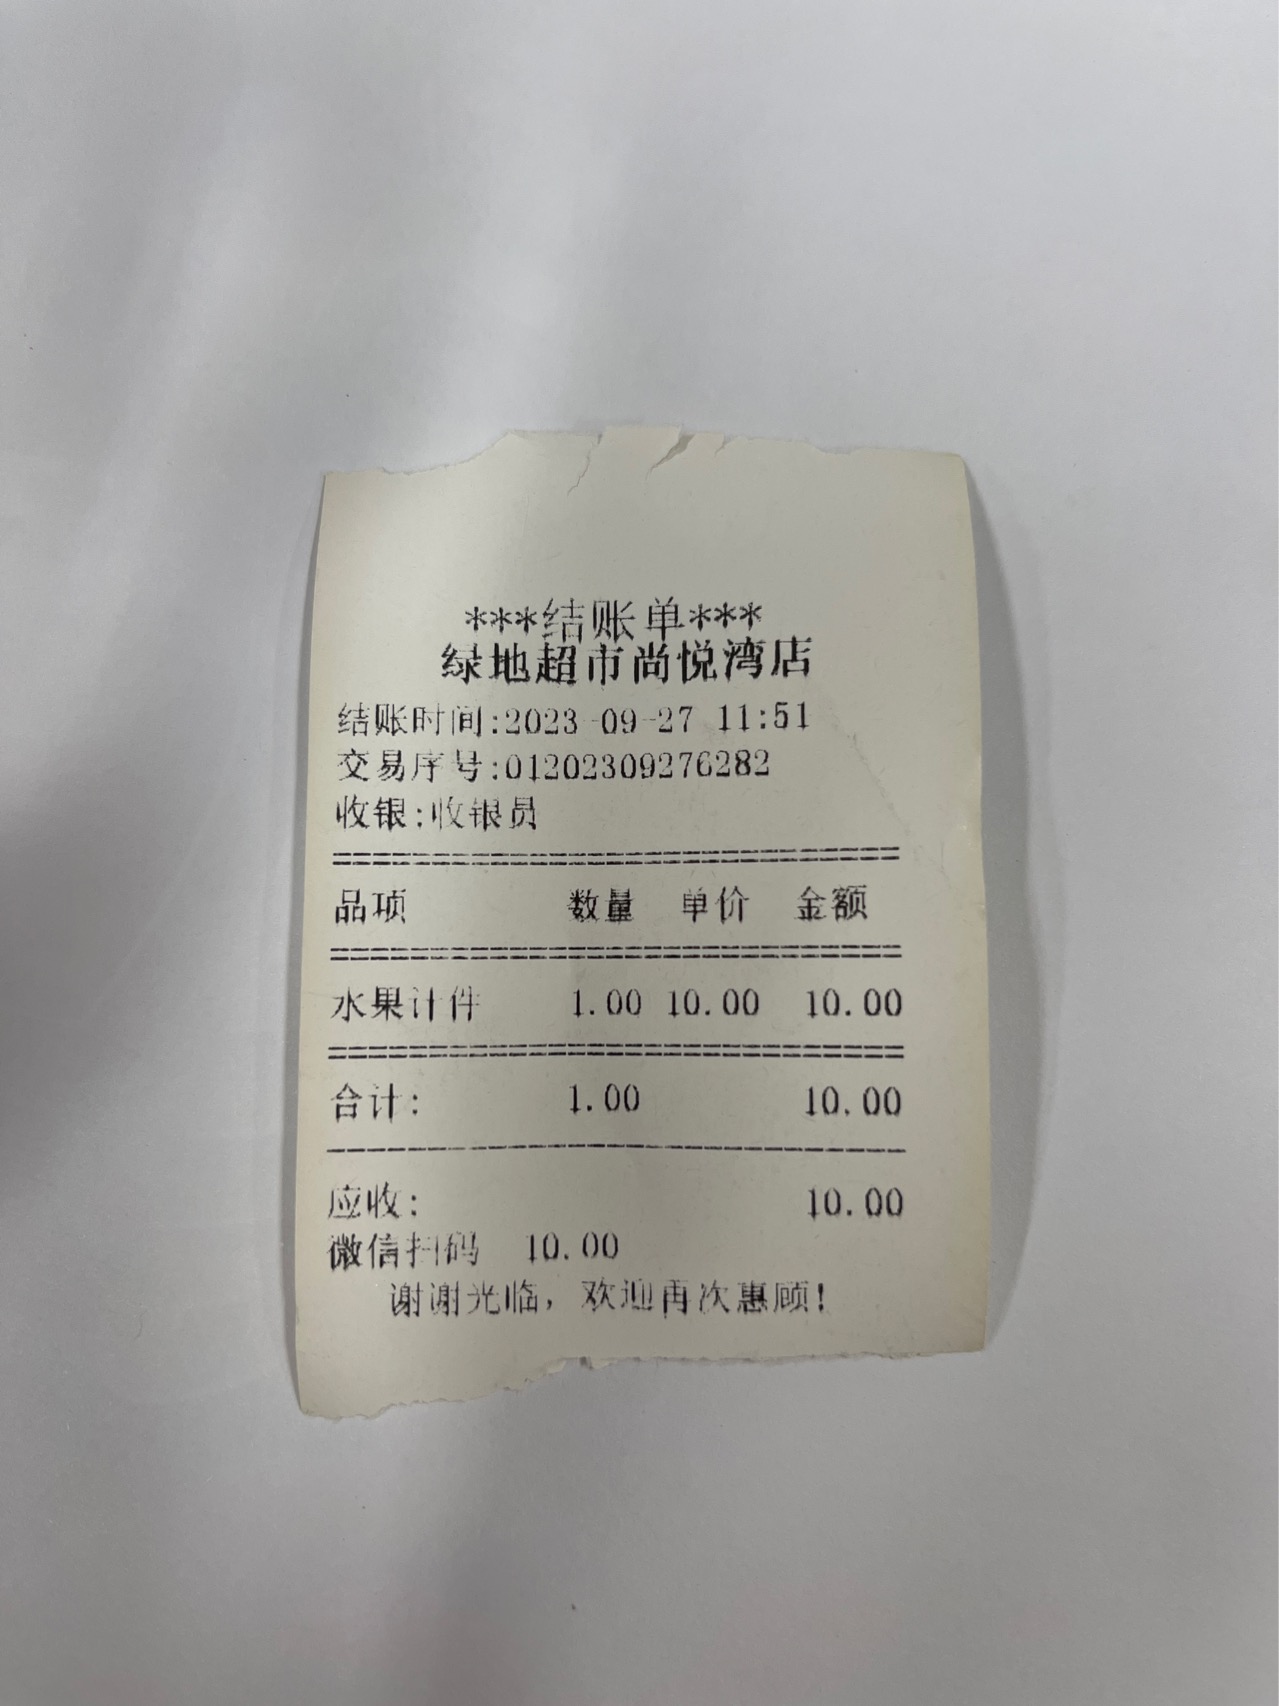 ***结账单***
绿地超市尚悦湾店
结账时间:2023-09-27 11:51
交易序号:01202309276282
收银:收银员
品项 数量 单价 金额
水果计件 1.00 10.00 10.00
合计: 1.00 10.00
应收: 10.00
微信扫码 10.00
谢谢光临，欢迎再次惠顾!